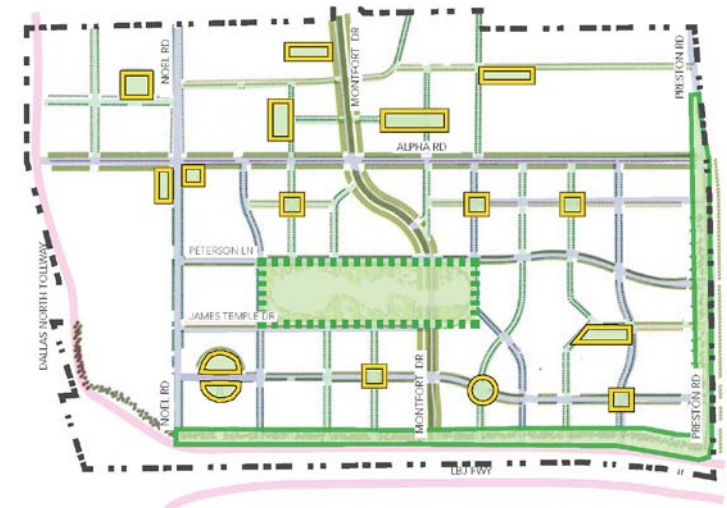 NOEL RD
MONTFORT DR
PRESTON RD
ALPHA RD
DALLAS NORTH TOLLWAY
PETERSON LN
JAMES TEMPLE DR
NOEL RD
MONTFORT DR
PRESTON RD
LBJ FWY